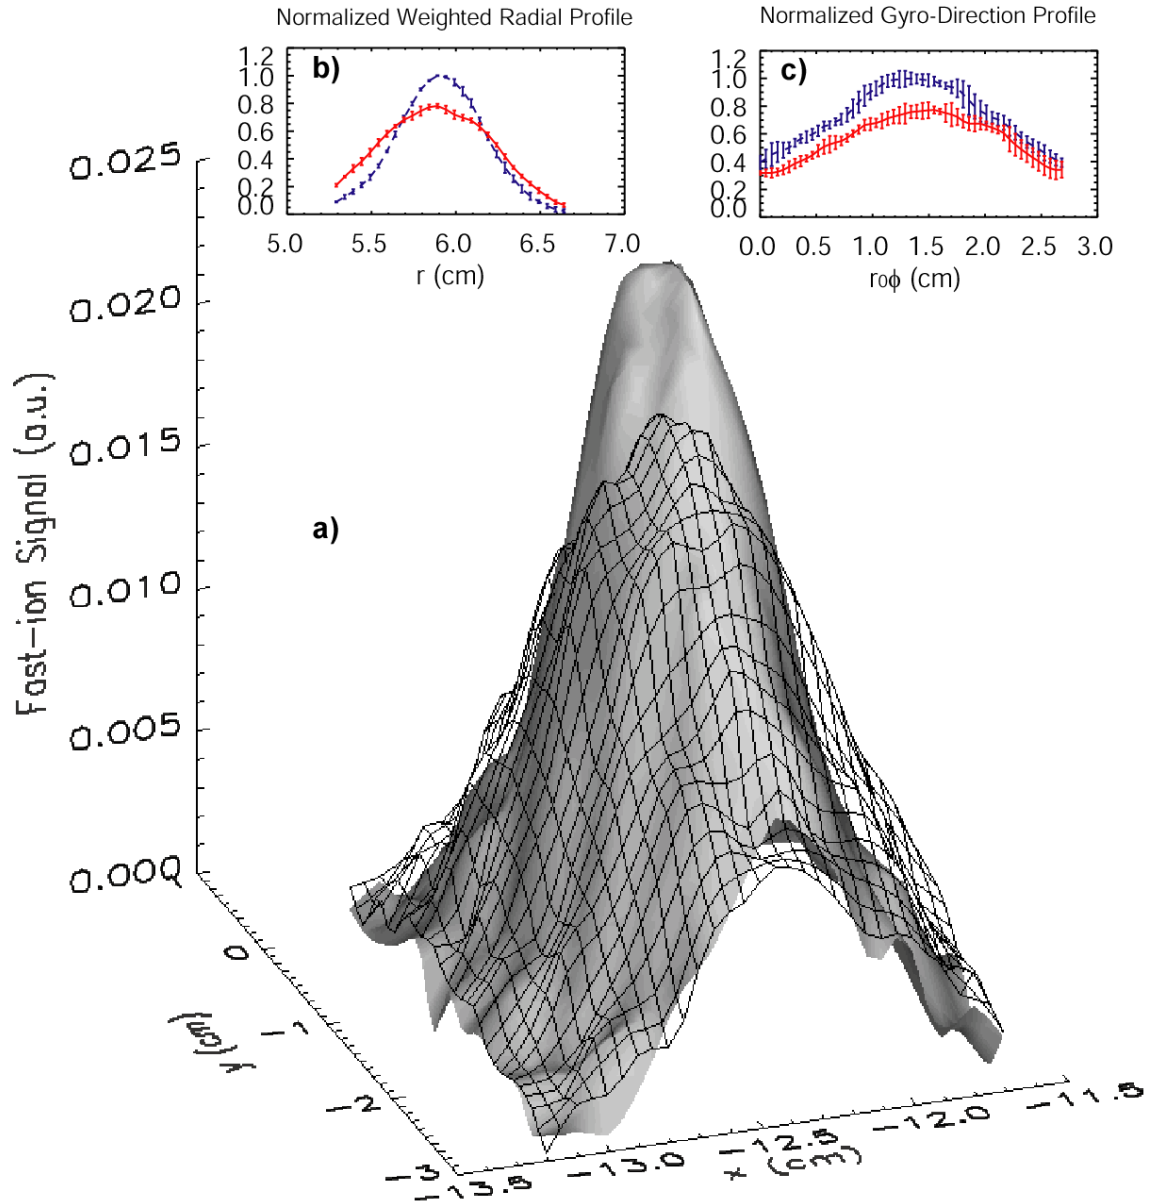 Normalized Weighted Radial Profile
Normalized Gyro-Direction Profile
b)
1.2
1.0
0.8
0.6
0.4
0.2
0.0
5.0 5.5 6.0 6.5 7.0
r (cm)
c)
1.2
1.0
0.8
0.6
0.4
0.2
0.0
0.0 0.5 1.0 1.5 2.0 2.5 3.0
r₀ϕ (cm)
a)
Fast-ion Signal (a.u.)
0.025
0.020
0.015
0.010
0.005
0.000
1
0
-1
-2
-3
y (cm)
-13.5 -13.0 -12.5 -12.0 -11.5
x (cm)